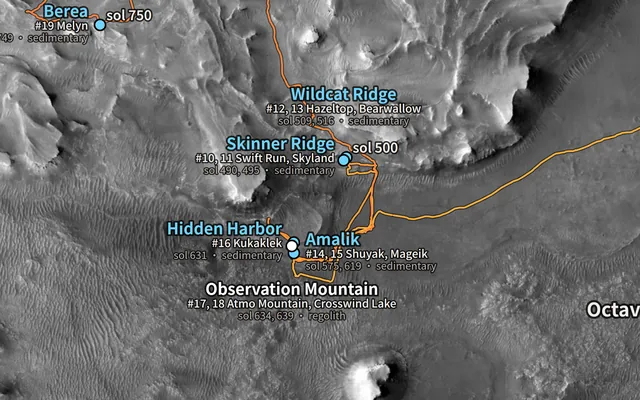 Berea
sol 750
#19 Melyn
749 • sedimentary
Wildcat Ridge
#12, 13 Hazeltop, Bearwallow
sol 509, 516 • sedimentary
Skinner Ridge
sol 500
#10, 11 Swift Run, Skyland
sol 490, 495 • sedimentary
Hidden Harbor
#16 Kukaklek
sol 631 • sedimentary
Amalik
#14, 15 Shuyak, Mageik
sol 575, 619 • sedimentary
Observation Mountain
#17, 18 Atmo Mountain, Crosswind Lake
sol 634, 639 • regolith
Octav